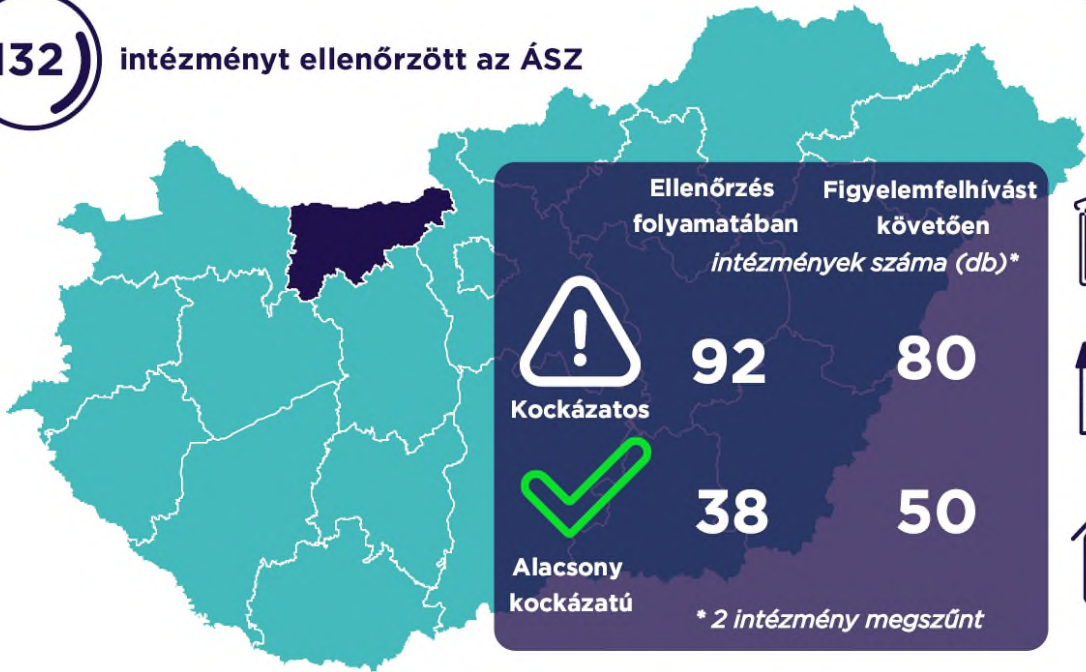 132
intézményt ellenőrzött az ÁSZ
Ellenőrzés
folyamatában
Figyelemfelhívást
követően
intézmények száma (db)*
Kockázatos
92
80
Alacsony
kockázatú
38
50
* 2 intézmény megszűnt